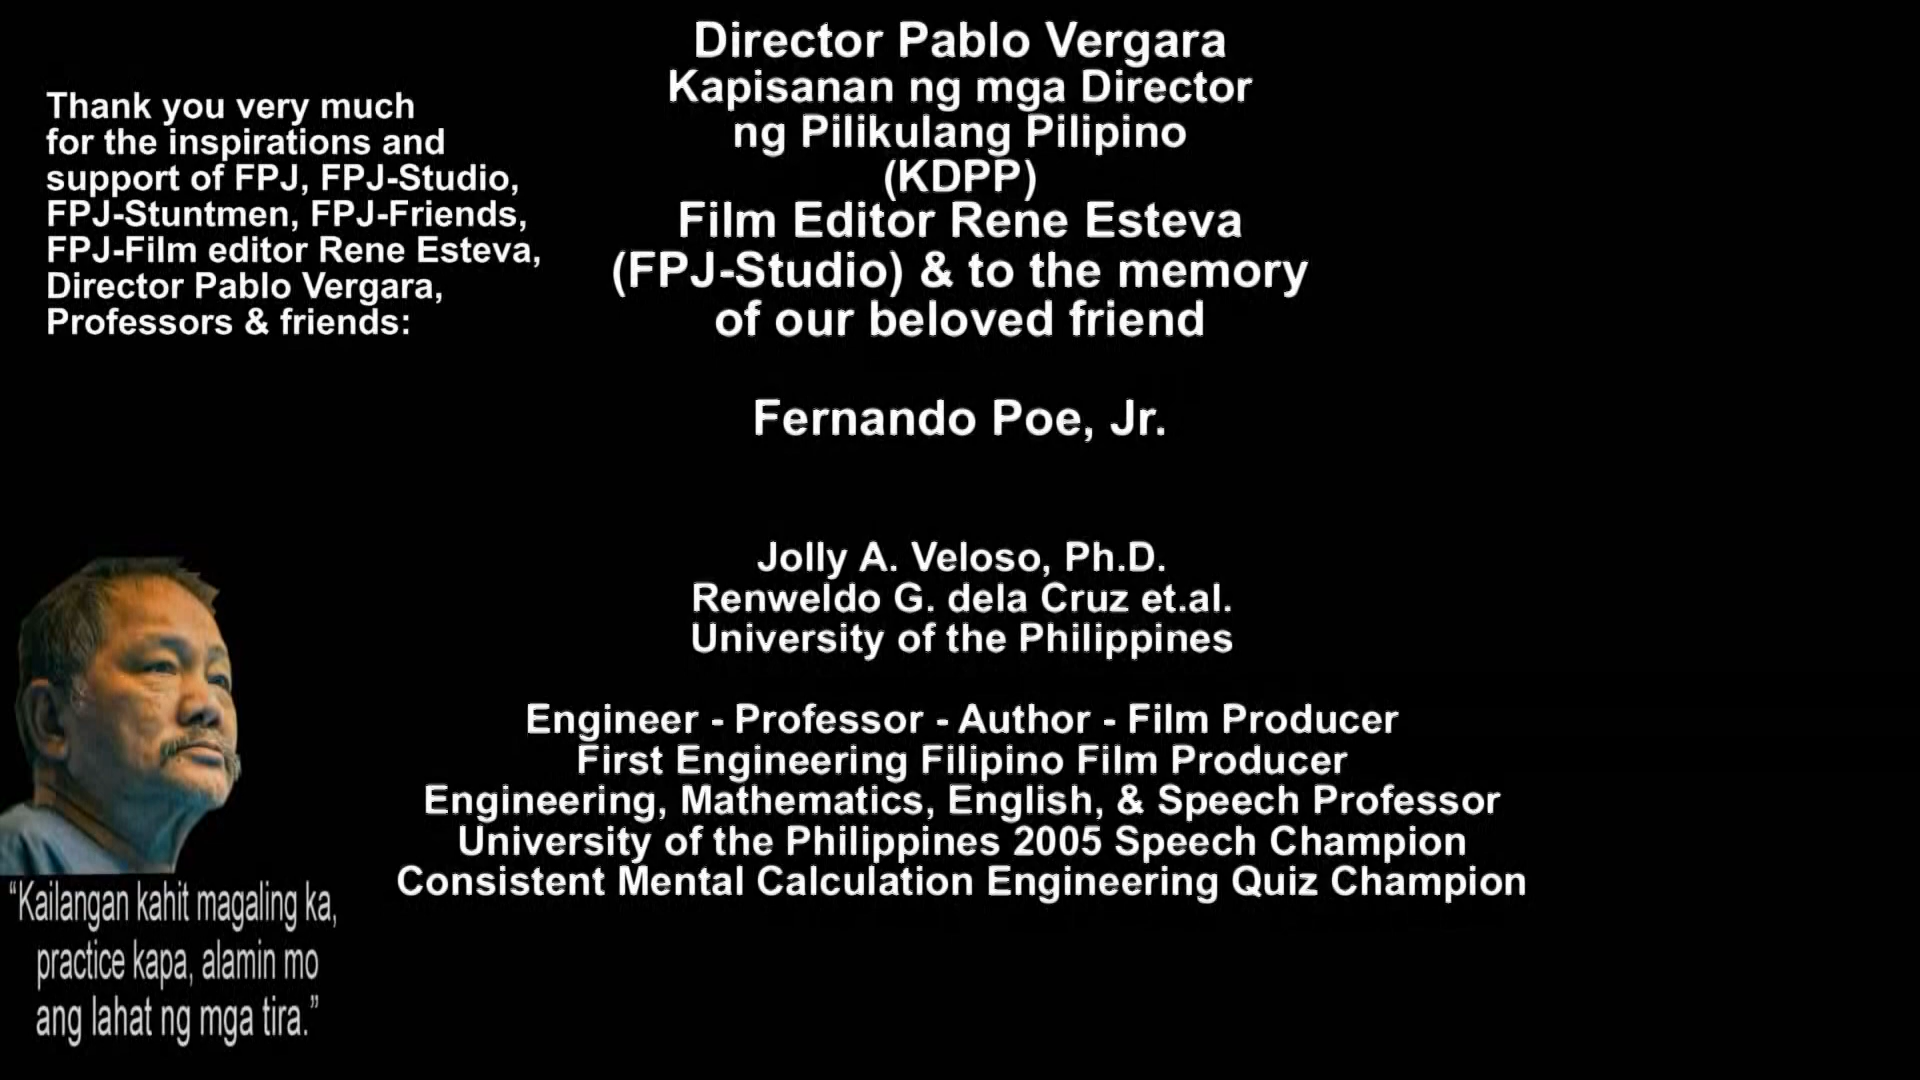 Thank you very much
for the inspirations and
support of FPJ, FPJ-Studio,
FPJ-Stuntmen, FPJ-Friends,
FPJ-Film editor Rene Esteva,
Director Pablo Vergara,
Professors & friends:
Director Pablo Vergara
Kapisanan ng mga Director
ng Pilikulang Pilipino
(KDPP)
Film Editor Rene Esteva
(FPJ-Studio) & to the memory
of our beloved friend
Fernando Poe, Jr.
Jolly A. Veloso, Ph.D.
Renweldo G. dela Cruz et.al.
University of the Philippines
Engineer - Professor - Author - Film Producer
First Engineering Filipino Film Producer
Engineering, Mathematics, English, & Speech Professor
University of the Philippines 2005 Speech Champion
Consistent Mental Calculation Engineering Quiz Champion
“Kailangan kahit magaling ka,
practice kapa, alamin mo
ang lahat ng mga tira.”